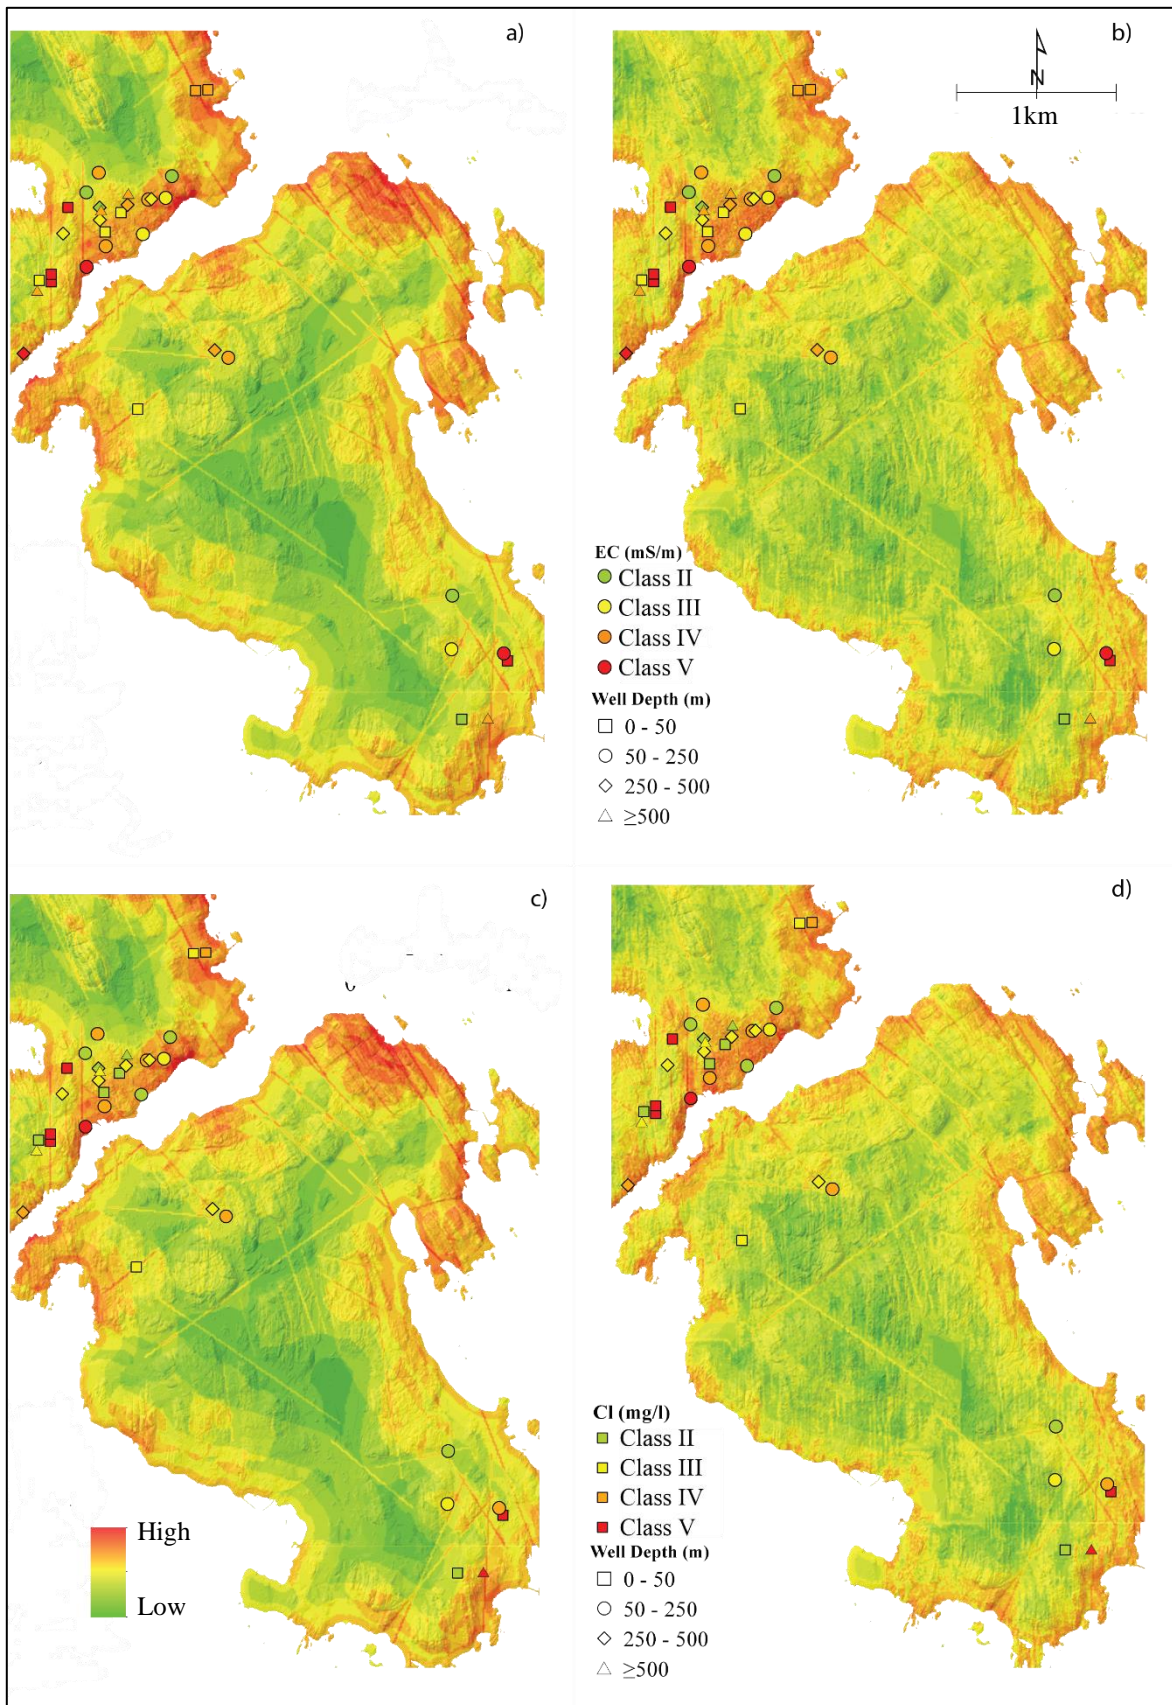 a)
b)
N
1km
EC (mS/m)
Class II
Class III
Class IV
Class V
Well Depth (m)
0 - 50
50 - 250
250 - 500
≥500
c)
d)
High
Low
Cl (mg/l)
Class II
Class III
Class IV
Class V
Well Depth (m)
0 - 50
50 - 250
250 - 500
≥500